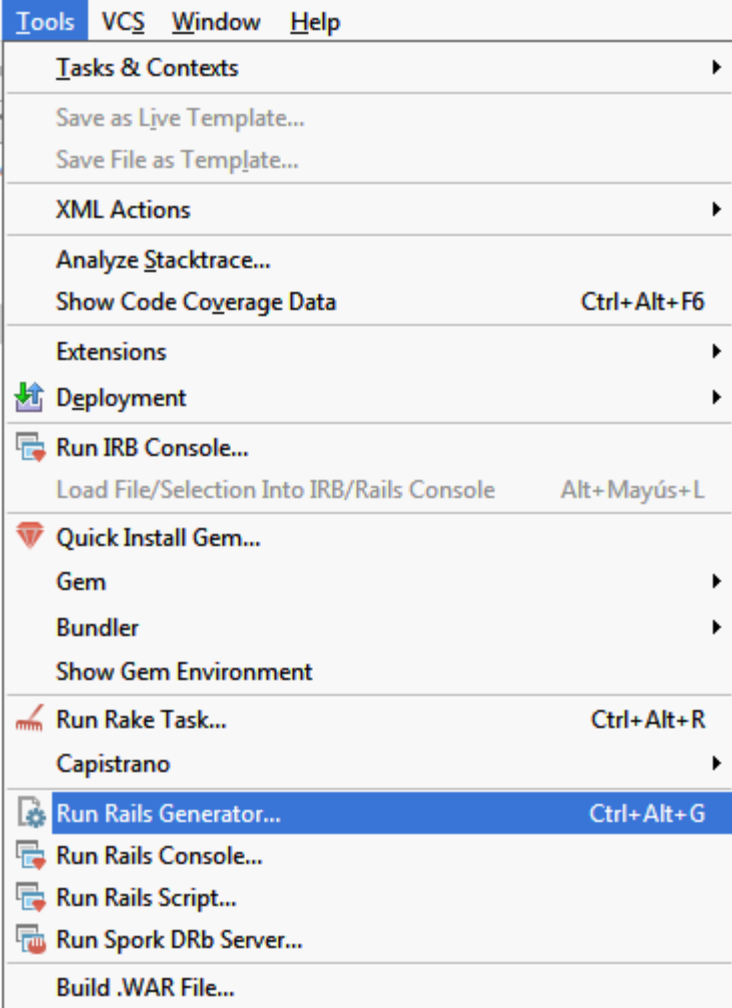 Tools VCS Window Help
Tasks & Contexts
Save as Live Template...
Save File as Template...
XML Actions
Analyze Stacktrace...
Show Code Coverage Data Ctrl+Alt+F6
Extensions
Deployment
Run IRB Console...
Load File/Selection Into IRB/Rails Console Alt+Mayús+L
Quick Install Gem...
Gem
Bundler
Show Gem Environment
Run Rake Task... Ctrl+Alt+R
Capistrano
Run Rails Generator... Ctrl+Alt+G
Run Rails Console...
Run Rails Script...
Run Spork DRb Server...
Build .WAR File...